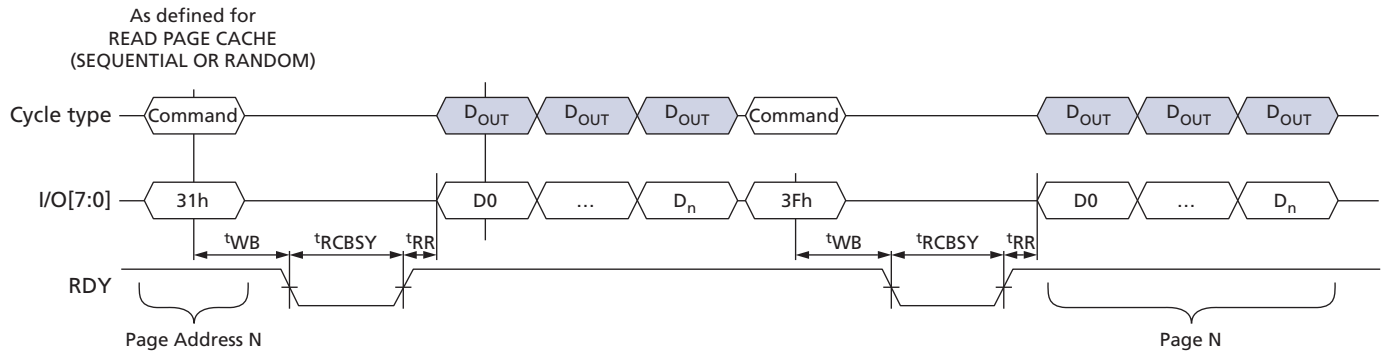 As defined for
READ PAGE CACHE
(SEQUENTIAL OR RANDOM)
Cycle type Command DOUT DOUT DOUT Command DOUT DOUT DOUT
I/O[7:0] 31h D0 ... Dn 3Fh D0 ... Dn
tWB tRCBSY tRR tWB tRCBSY tRR
RDY
Page Address N Page N